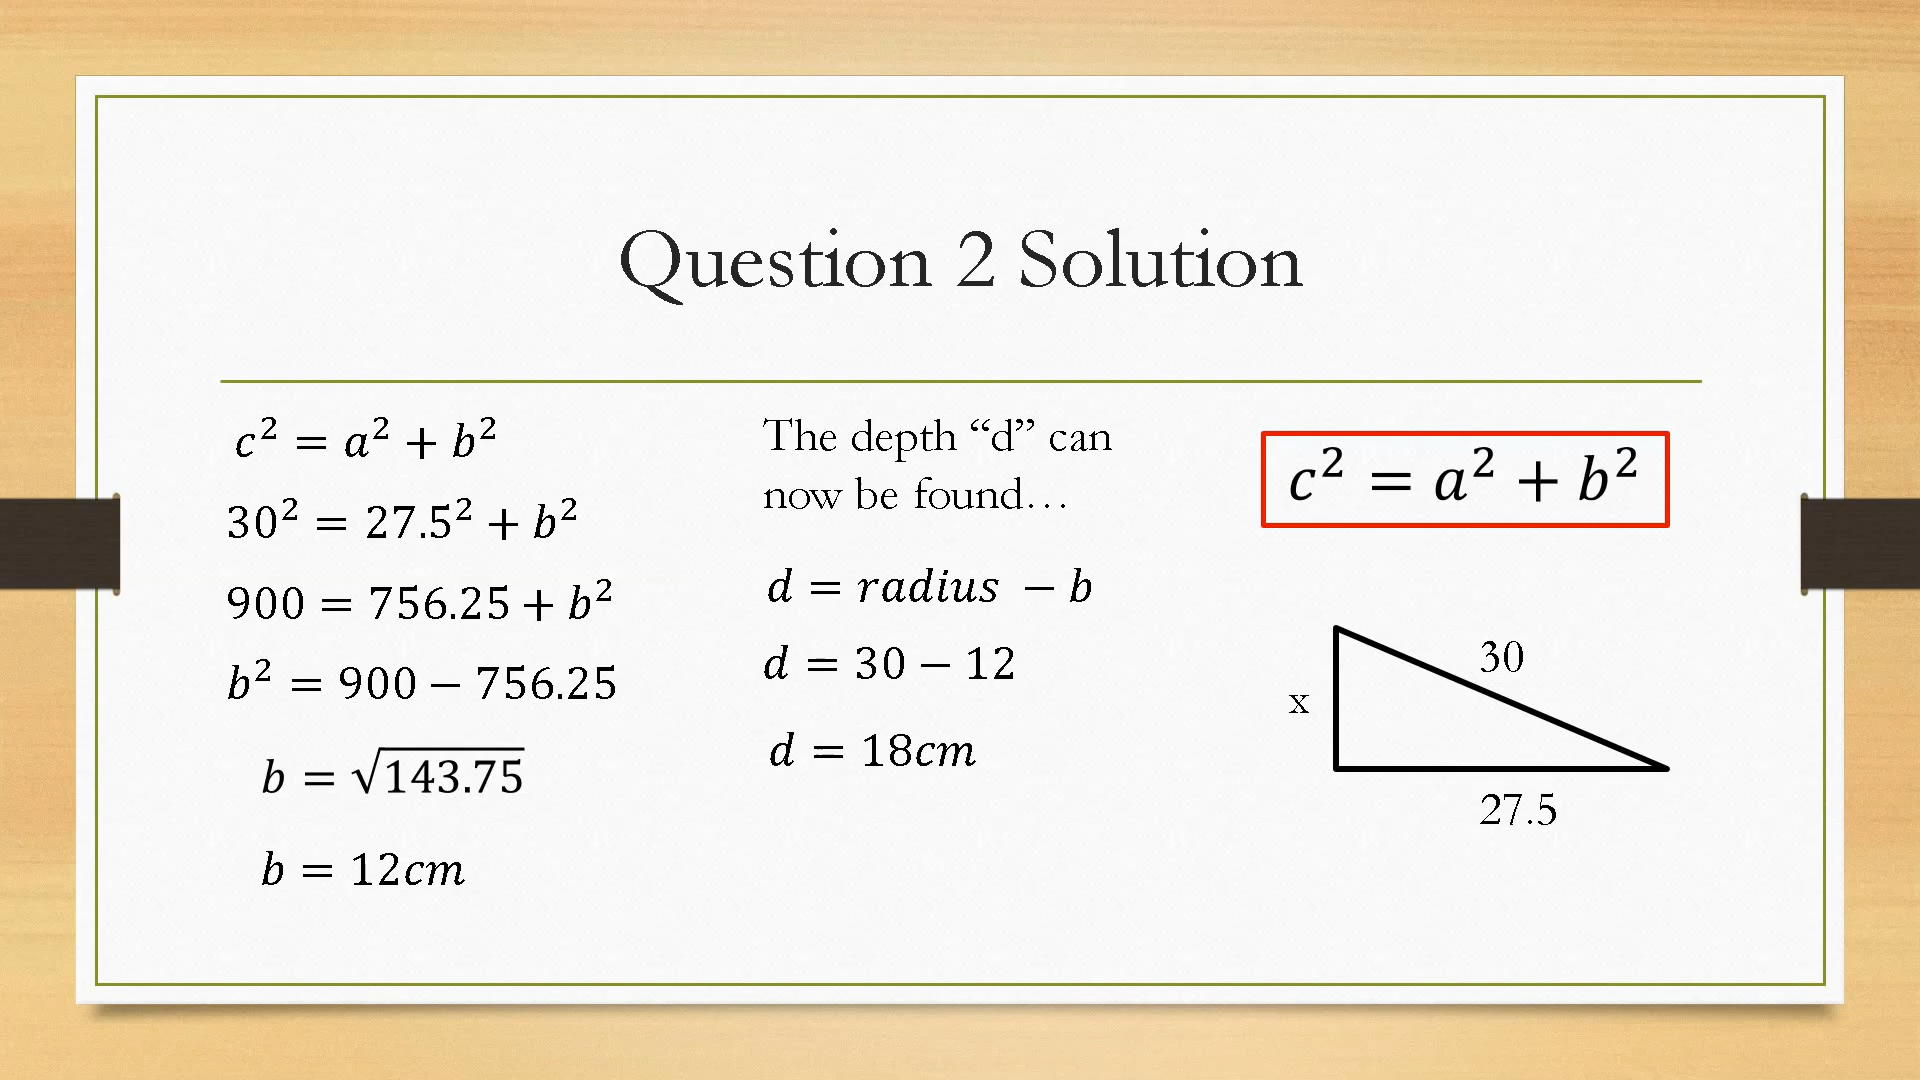 Question 2 Solution
c² = a² + b²
30² = 27.5² + b²
900 = 756.25 + b²
b² = 900 − 756.25
b = √143.75
b = 12cm
The depth “d” can
now be found…
d = radius − b
d = 30 − 12
d = 18cm
c² = a² + b²
30
x
27.5